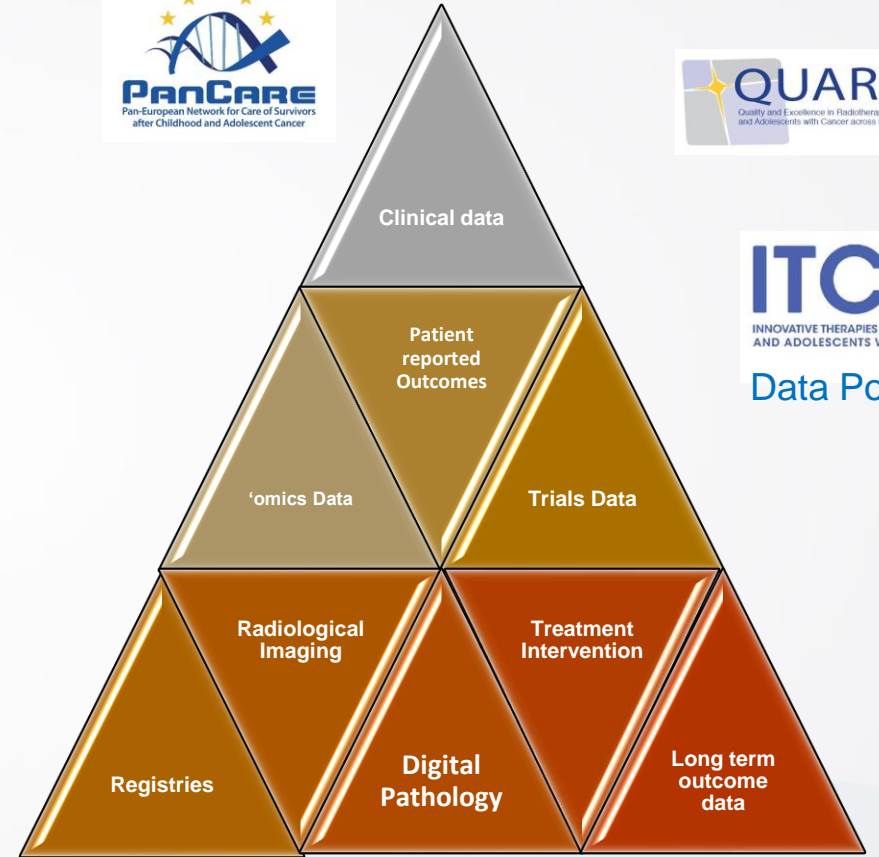 PanCare
Pan-European Network for Care of Survivors
after Childhood and Adolescent Cancer
QUAR
Quality and Excellence in
and Adolescents with Cancer across
ITC
INNOVATIVE THERAPIES
AND ADOLESCENTS
Data
Clinical data
Patient
reported
Outcomes
‘omics Data
Trials Data
Radiological
Imaging
Treatment
Intervention
Registries
Digital
Pathology
Long term
outcome
data